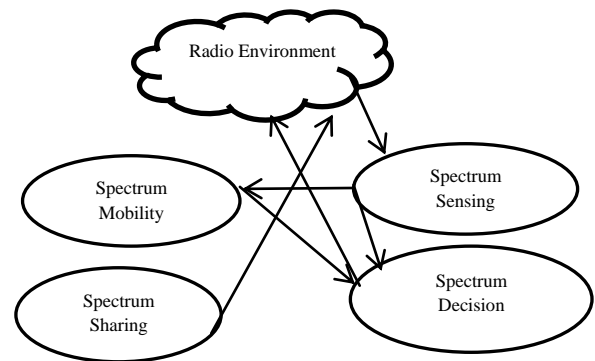 Radio Environment
Spectrum
Mobility
Spectrum
Sensing
Spectrum
Sharing
Spectrum
Decision